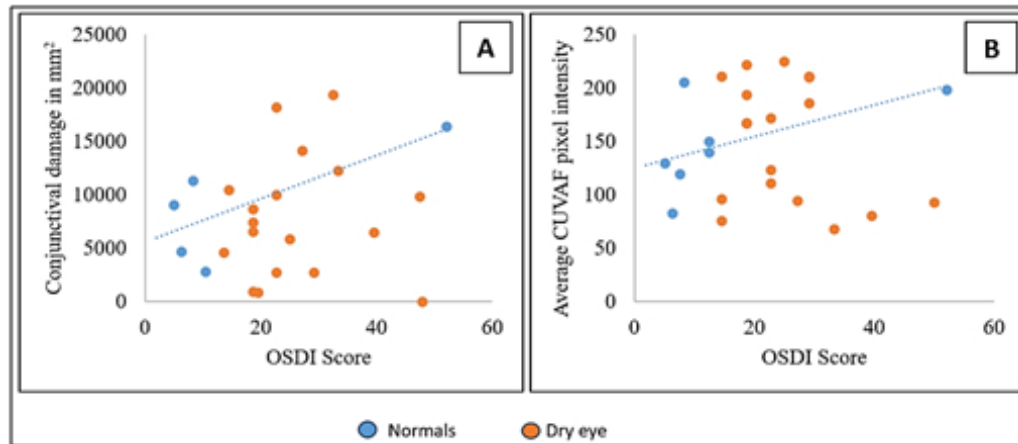 A
Conjunctival damage in mm²
25000
20000
15000
10000
5000
0
0 20 40 60
OSDI Score
B
Average CUVAF pixel intensity
250
200
150
100
50
0
0 20 40 60
OSDI Score
Normals Dry eye